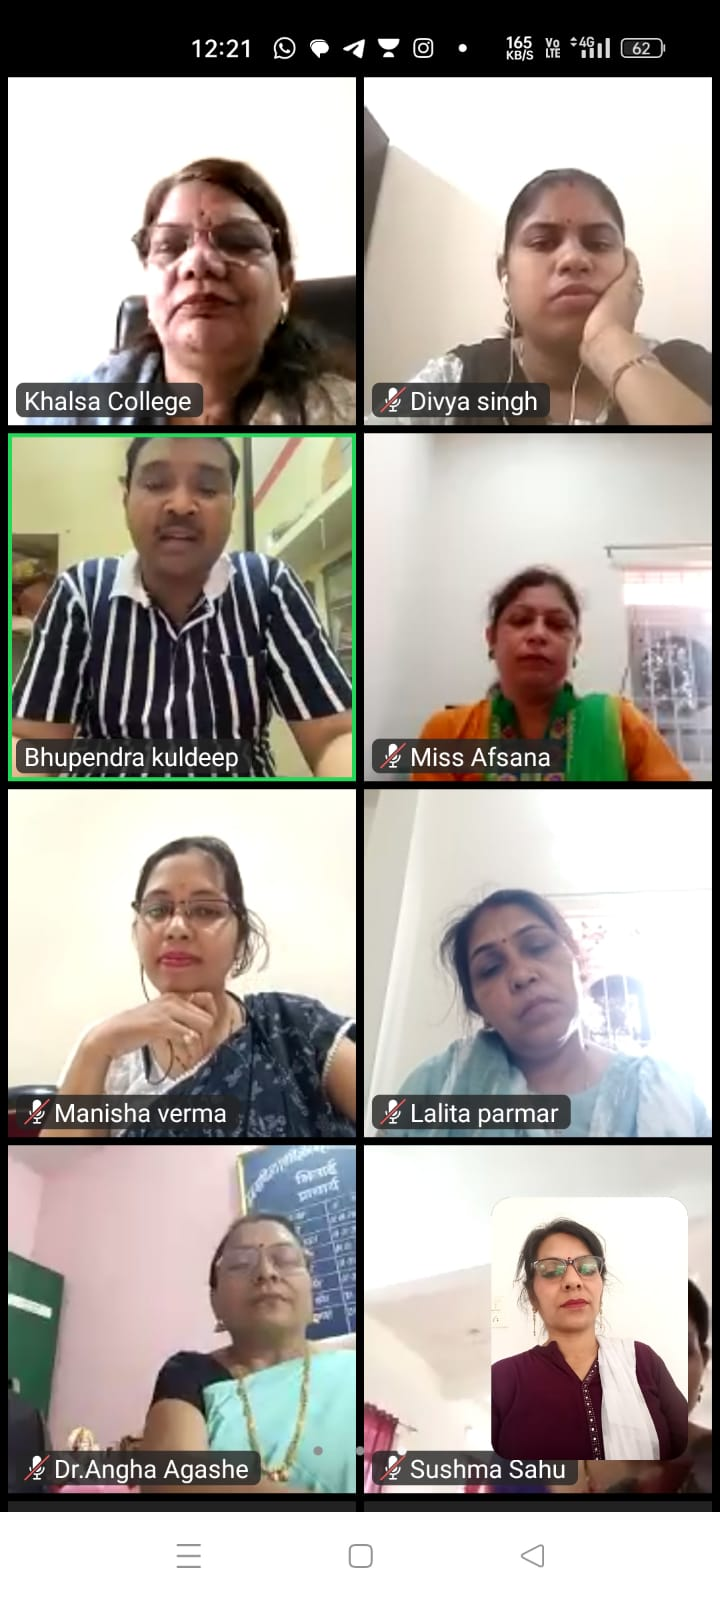 12:21
165
KB/S
Vo
LTE
4G
62
Khalsa College
Divya singh
Bhupendra kuldeep
Miss Afsana
Manisha verma
Lalita parmar
भिलाई
प्राचार्य
Dr.Angha Agashe
Sushma Sahu